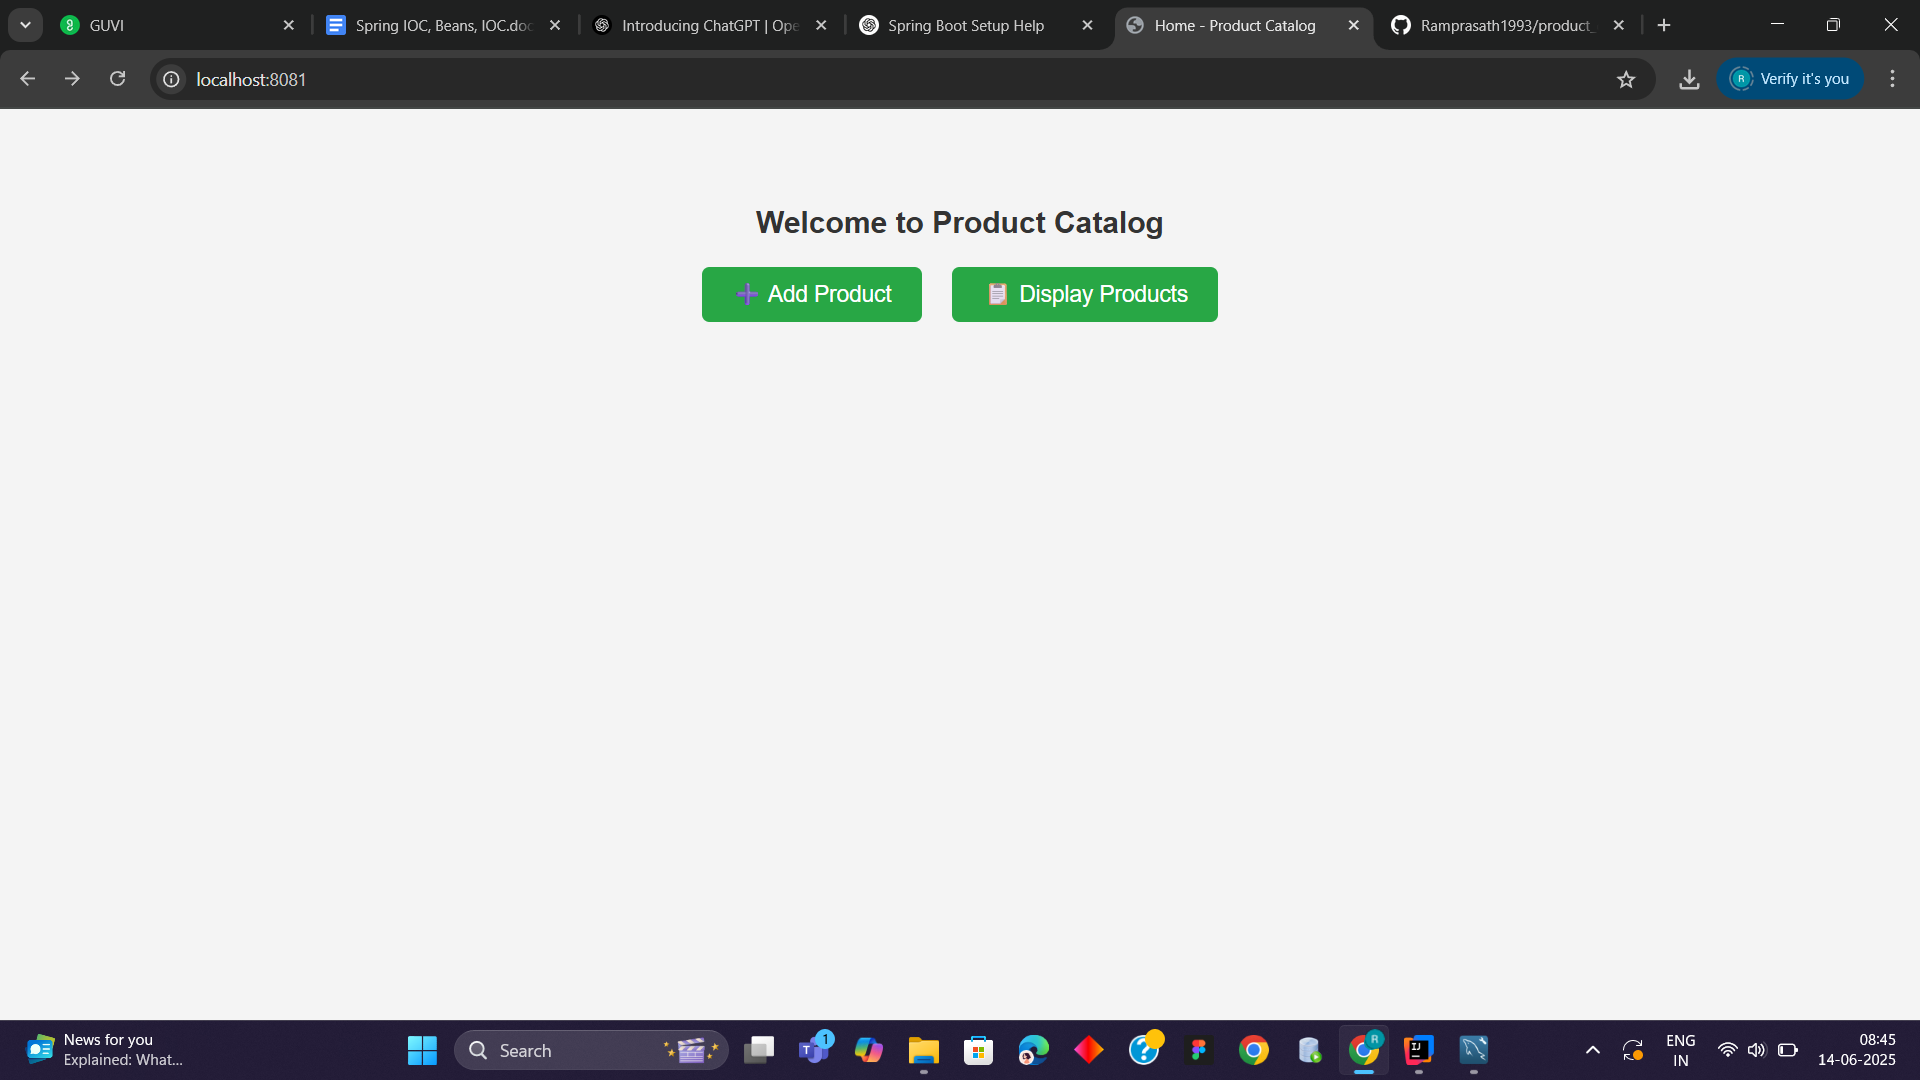 GUVI
Spring IOC, Beans, IOC.doc
Introducing ChatGPT | Ope
Spring Boot Setup Help
Home - Product Catalog
Ramprasath1993/product_
localhost:8081
R
Verify it's you
Welcome to Product Catalog
Add Product
Display Products
News for you
Explained: What...
Search
T
1
R
IJ
ENG
IN
08:45
14-06-2025